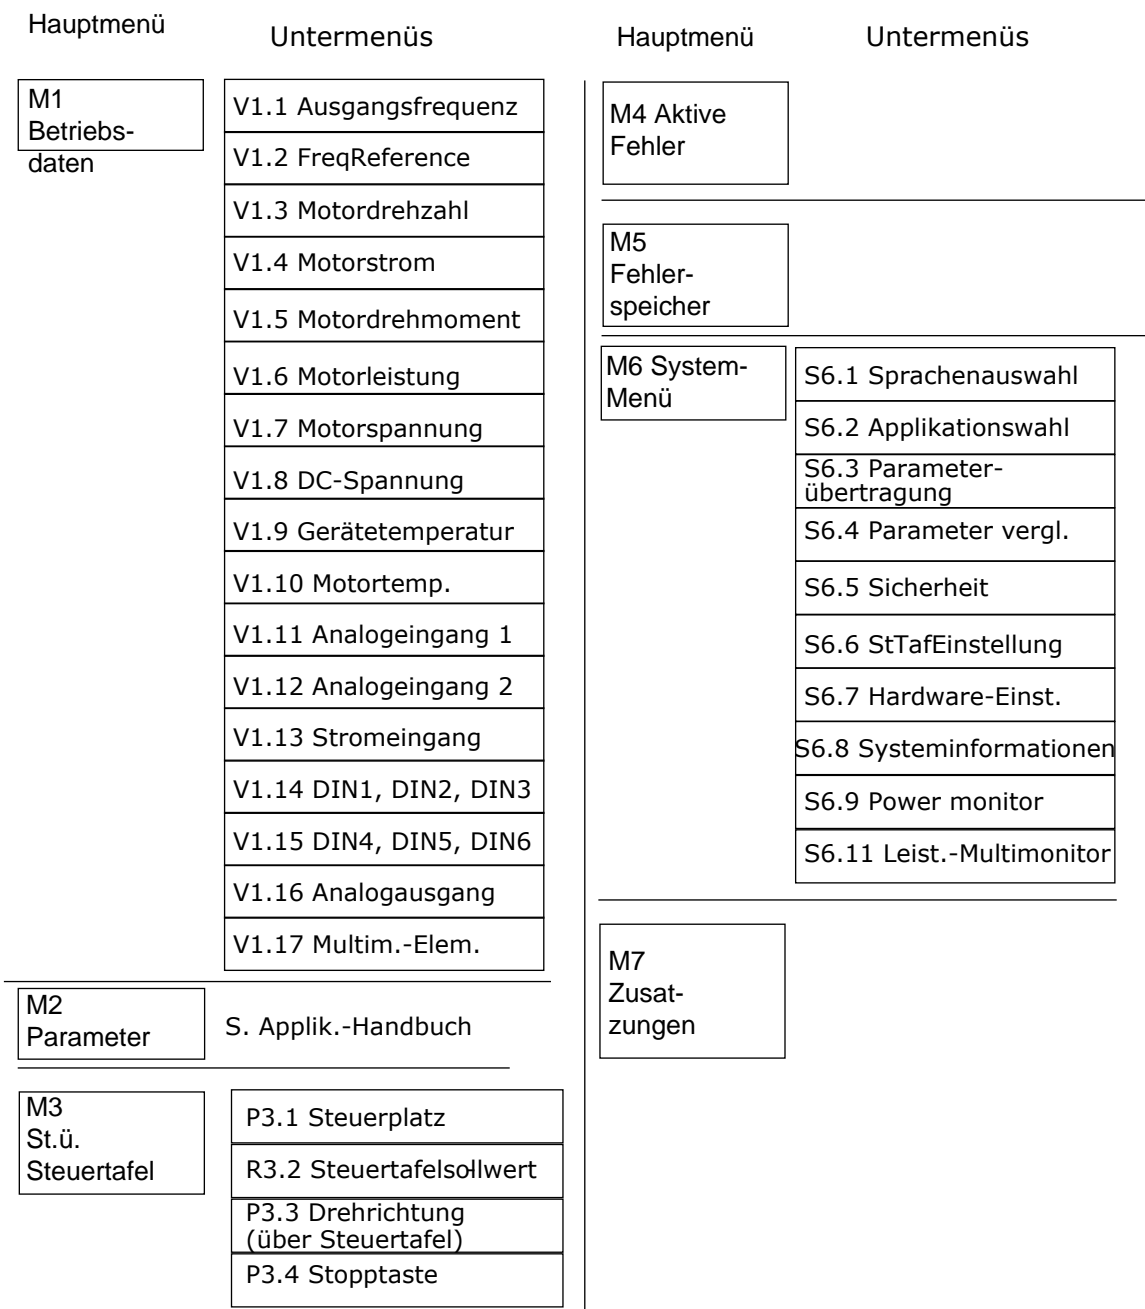 Hauptmenü
Untermenüs
M1
Betriebs-
daten
V1.1 Ausgangsfrequenz
V1.2 FreqReference
V1.3 Motordrehzahl
V1.4 Motorstrom
V1.5 Motordrehmoment
V1.6 Motorleistung
V1.7 Motorspannung
V1.8 DC-Spannung
V1.9 Gerätetemperatur
V1.10 Motortemp.
V1.11 Analogeingang 1
V1.12 Analogeingang 2
V1.13 Stromeingang
V1.14 DIN1, DIN2, DIN3
V1.15 DIN4, DIN5, DIN6
V1.16 Analogausgang
V1.17 Multim.-Elem.
M2
Parameter
S. Applik.-Handbuch
M3
St.ü.
Steuertafel
P3.1 Steuerplatz
R3.2 Steuertafelsollwert
P3.3 Drehrichtung
(über Steuertafel)
P3.4 Stopptaste
Hauptmenü
Untermenüs
M4 Aktive
Fehler
M5
Fehler-
speicher
M6 System-
Menü
S6.1 Sprachenauswahl
S6.2 Applikationswahl
S6.3 Parameter-
übertragung
S6.4 Parameter vergl.
S6.5 Sicherheit
S6.6 StTafEinstellung
S6.7 Hardware-Einst.
S6.8 Systeminformationen
S6.9 Power monitor
S6.11 Leist.-Multimonitor
M7
Zusat-
zungen